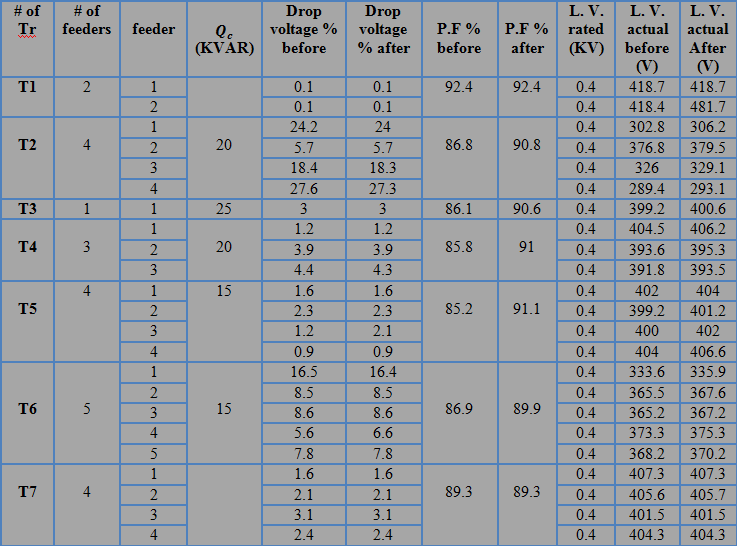 # of Tr | # of feeders | feeder | Q_c (KVAR) | Drop voltage % before | Drop voltage % after | P.F % before | P.F % after | L. V. rated (KV) | L. V. actual before (V) | L. V. actual After (V)
T1 | 2 | 1 | | 0.1 | 0.1 | 92.4 | 92.4 | 0.4 | 418.7 | 418.7
2 | 0.1 | 0.1 | 0.4 | 418.4 | 481.7
T2 | 4 | 1 | 20 | 24.2 | 24 | 86.8 | 90.8 | 0.4 | 302.8 | 306.2
2 | 5.7 | 5.7 | 0.4 | 376.8 | 379.5
3 | 18.4 | 18.3 | 0.4 | 326 | 329.1
4 | 27.6 | 27.3 | 0.4 | 289.4 | 293.1
T3 | 1 | 1 | 25 | 3 | 3 | 86.1 | 90.6 | 0.4 | 399.2 | 400.6
T4 | 3 | 1 | 20 | 1.2 | 1.2 | 85.8 | 91 | 0.4 | 404.5 | 406.2
2 | 3.9 | 3.9 | 0.4 | 393.6 | 395.3
3 | 4.4 | 4.3 | 0.4 | 391.8 | 393.5
T5 | 4 | 1 | 15 | 1.6 | 1.6 | 85.2 | 91.1 | 0.4 | 402 | 404
2 | 2.3 | 2.3 | 0.4 | 399.2 | 401.2
3 | 1.2 | 2.1 | 0.4 | 400 | 402
4 | 0.9 | 0.9 | 0.4 | 404 | 406.6
T6 | 5 | 1 | 15 | 16.5 | 16.4 | 86.9 | 89.9 | 0.4 | 333.6 | 335.9
2 | 8.5 | 8.5 | 0.4 | 365.5 | 367.6
3 | 8.6 | 8.6 | 0.4 | 365.2 | 367.2
4 | 5.6 | 6.6 | 0.4 | 373.3 | 375.3
5 | 7.8 | 7.8 | 0.4 | 368.2 | 370.2
T7 | 4 | 1 | | 1.6 | 1.6 | 89.3 | 89.3 | 0.4 | 407.3 | 407.3
2 | 2.1 | 2.1 | 0.4 | 405.6 | 405.7
3 | 3.1 | 3.1 | 0.4 | 401.5 | 401.5
4 | 2.4 | 2.4 | 0.4 | 404.3 | 404.3